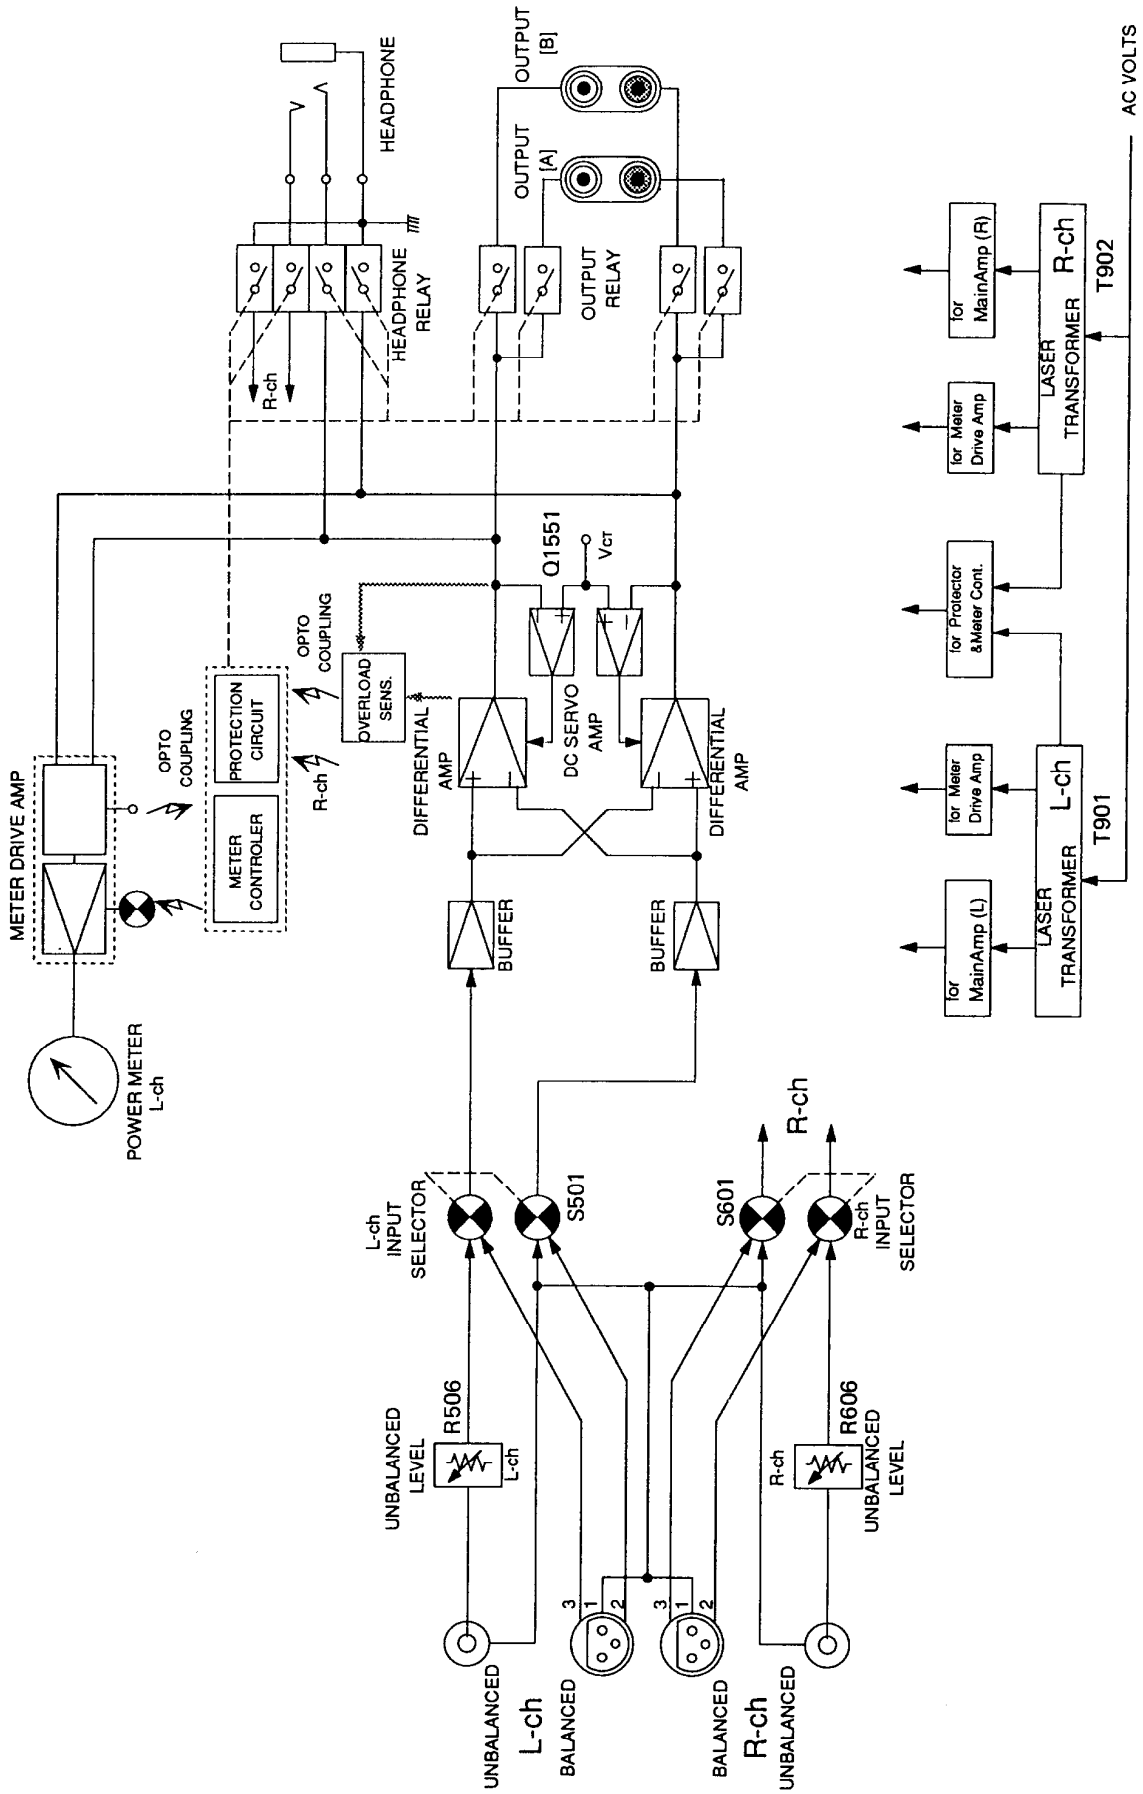 METER DRIVE AMP
POWER METER
L-ch
OPTO
COUPLING
METER
CONTROLER
PROTECTION
CIRCUIT
R-ch
OPTO
COUPLING
OVERLOAD
SENS.
R-ch
HEADPHONE
RELAY
HEADPHONE
UNBALANCED
LEVEL
R506
L-ch
L-ch
INPUT
SELECTOR
S501
BUFFER
BUFFER
DIFFERENTIAL
AMP
+
−
DC SERVO
AMP
−
+
Q1551
VCT
+
−
−
+
DIFFERENTIAL
AMP
OUTPUT
RELAY
OUTPUT
[A]
OUTPUT
[B]
UNBALANCED
L-ch
BALANCED
3
1
2
BALANCED
R-ch
UNBALANCED
3
1
2
R-ch
R606
UNBALANCED
LEVEL
S601
R-ch
INPUT
SELECTOR
R-ch
for
MainAmp (L)
for Meter
Drive Amp
for Protector
&Meter Cont.
for Meter
Drive Amp
for
MainAmp (R)
LASER
TRANSFORMER
L-ch
T901
LASER
TRANSFORMER
R-ch
T902
AC VOLTS